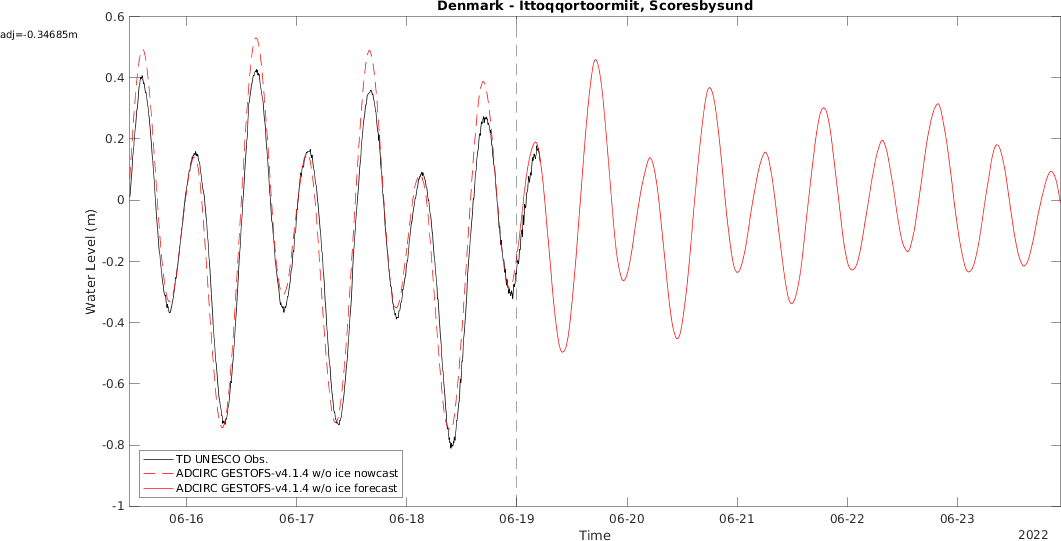 Denmark - Ittoqqortoormiit, Scoresbysund
adj=-0.34685m
0.6
0.4
0.2
0
-0.2
-0.4
-0.6
-0.8
-1
Water Level (m)
TD UNESCO Obs.
ADCIRC GESTOFS-v4.1.4 w/o ice nowcast
ADCIRC GESTOFS-v4.1.4 w/o ice forecast
06-16 06-17 06-18 06-19 06-20 06-21 06-22 06-23
Time
2022